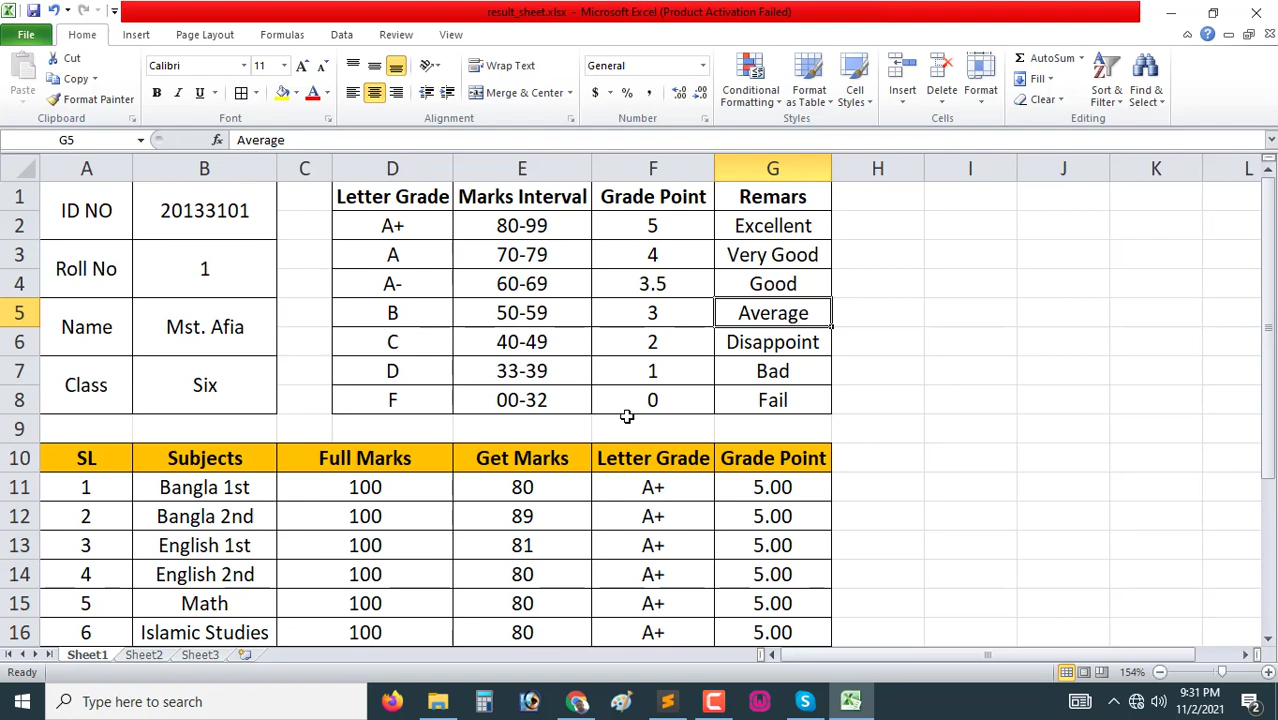 result_sheet.xlsx - Microsoft Excel (Product Activation Failed)
File Home Insert Page Layout Formulas Data Review View
Paste Cut Copy Format Painter Clipboard
Calibri 11 A A B I U A Font
Wrap Text Merge & Center Alignment
General $ % , .00 .0 Number
Conditional Formatting Format as Table Cell Styles Styles
Insert Delete Format Cells
Σ AutoSum Fill Clear Sort & Filter Find & Select Editing
G5 fx Average
A B C D E F G H I J K L
1 ID NO 20133101 Letter Grade Marks Interval Grade Point Remars
2 A+ 80-99 5 Excellent
3 Roll No 1 A 70-79 4 Very Good
4 A- 60-69 3.5 Good
5 Name Mst. Afia B 50-59 3 Average
6 C 40-49 2 Disappoint
7 Class Six D 33-39 1 Bad
8 F 00-32 0 Fail
9
10 SL Subjects Full Marks Get Marks Letter Grade Grade Point
11 1 Bangla 1st 100 80 A+ 5.00
12 2 Bangla 2nd 100 89 A+ 5.00
13 3 English 1st 100 81 A+ 5.00
14 4 English 2nd 100 80 A+ 5.00
15 5 Math 100 80 A+ 5.00
16 6 Islamic Studies 100 80 A+ 5.00
Sheet1 Sheet2 Sheet3
Ready 154%
Type here to search
9:31 PM
11/2/2021
2